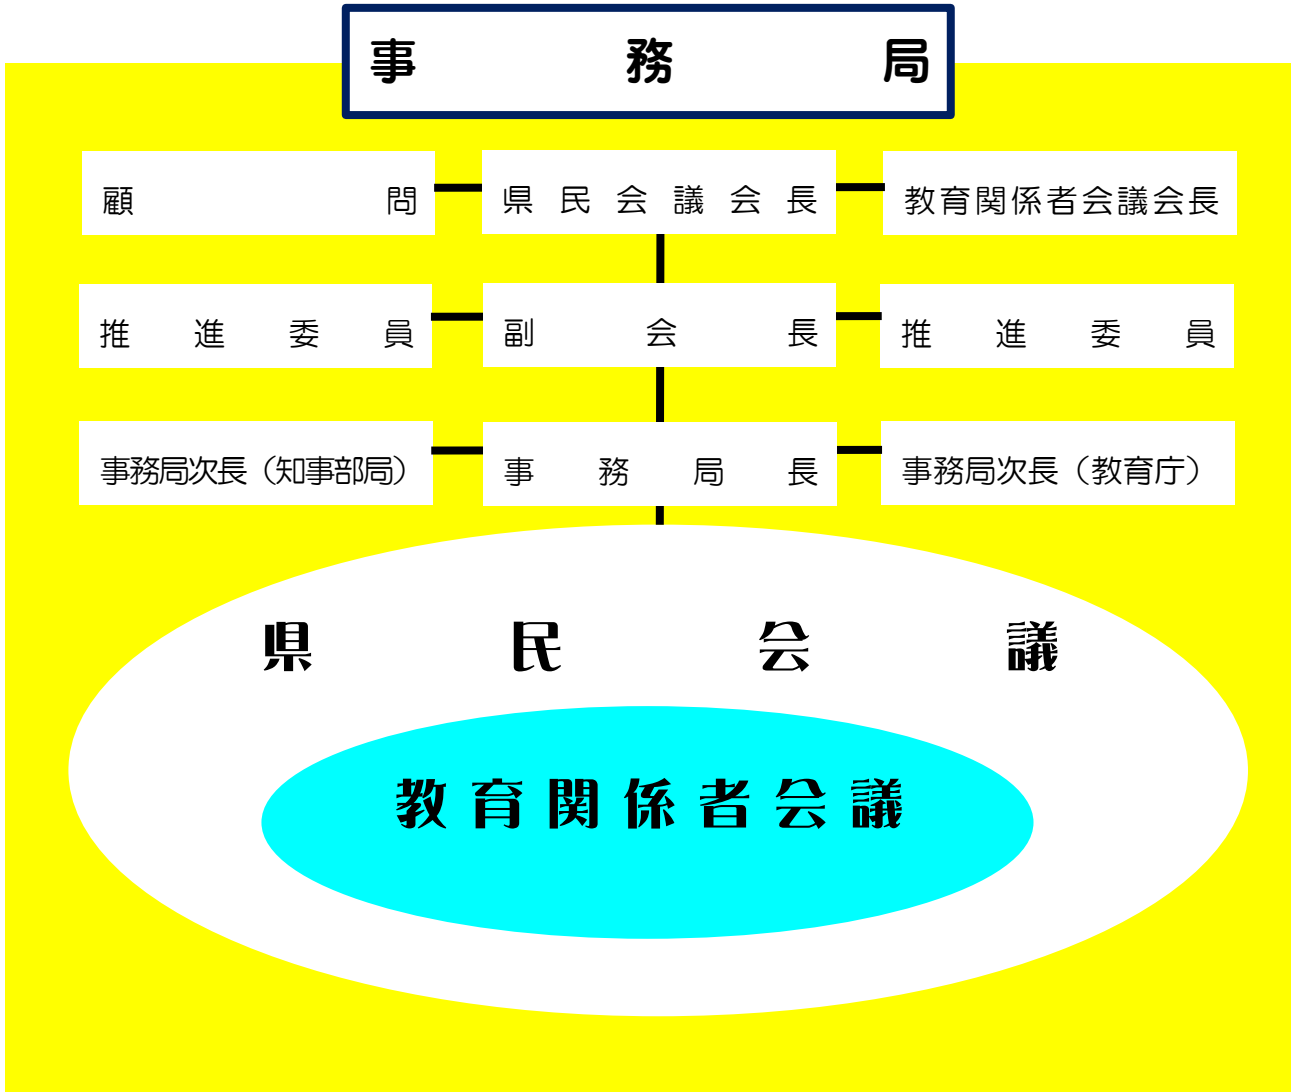 事務局
顧問
県民会議会長
教育関係者会議会長
推進委員
副会長
推進委員
事務局次長（知事部局）
事務局長
事務局次長（教育庁）
県民会議
教育関係者会議